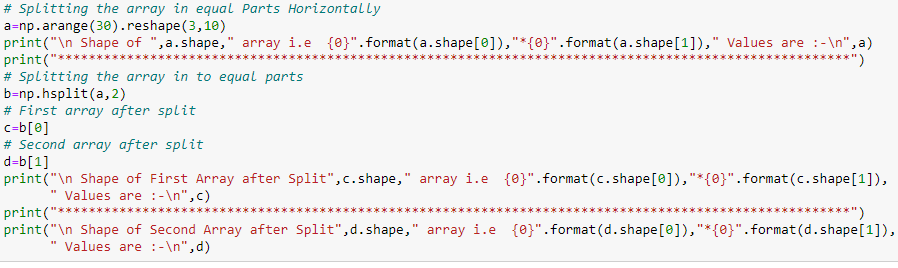 # Splitting the array in equal Parts Horizontally
a=np.arange(30).reshape(3,10)
print("\n Shape of ",a.shape," array i.e  {0}".format(a.shape[0]),"*{0}".format(a.shape[1])," Values are :-\n",a)
print("********************************************************************************************************")
# Splitting the array in to equal parts
b=np.hsplit(a,2)
# First array after split
c=b[0]
# Second array after split
d=b[1]
print("\n Shape of First Array after Split",c.shape," array i.e  {0}".format(c.shape[0]),"*{0}".format(c.shape[1]),
      " Values are :-\n",c)
print("********************************************************************************************************")
print("\n Shape of Second Array after Split",d.shape," array i.e  {0}".format(d.shape[0]),"*{0}".format(d.shape[1]),
      " Values are :-\n",d)